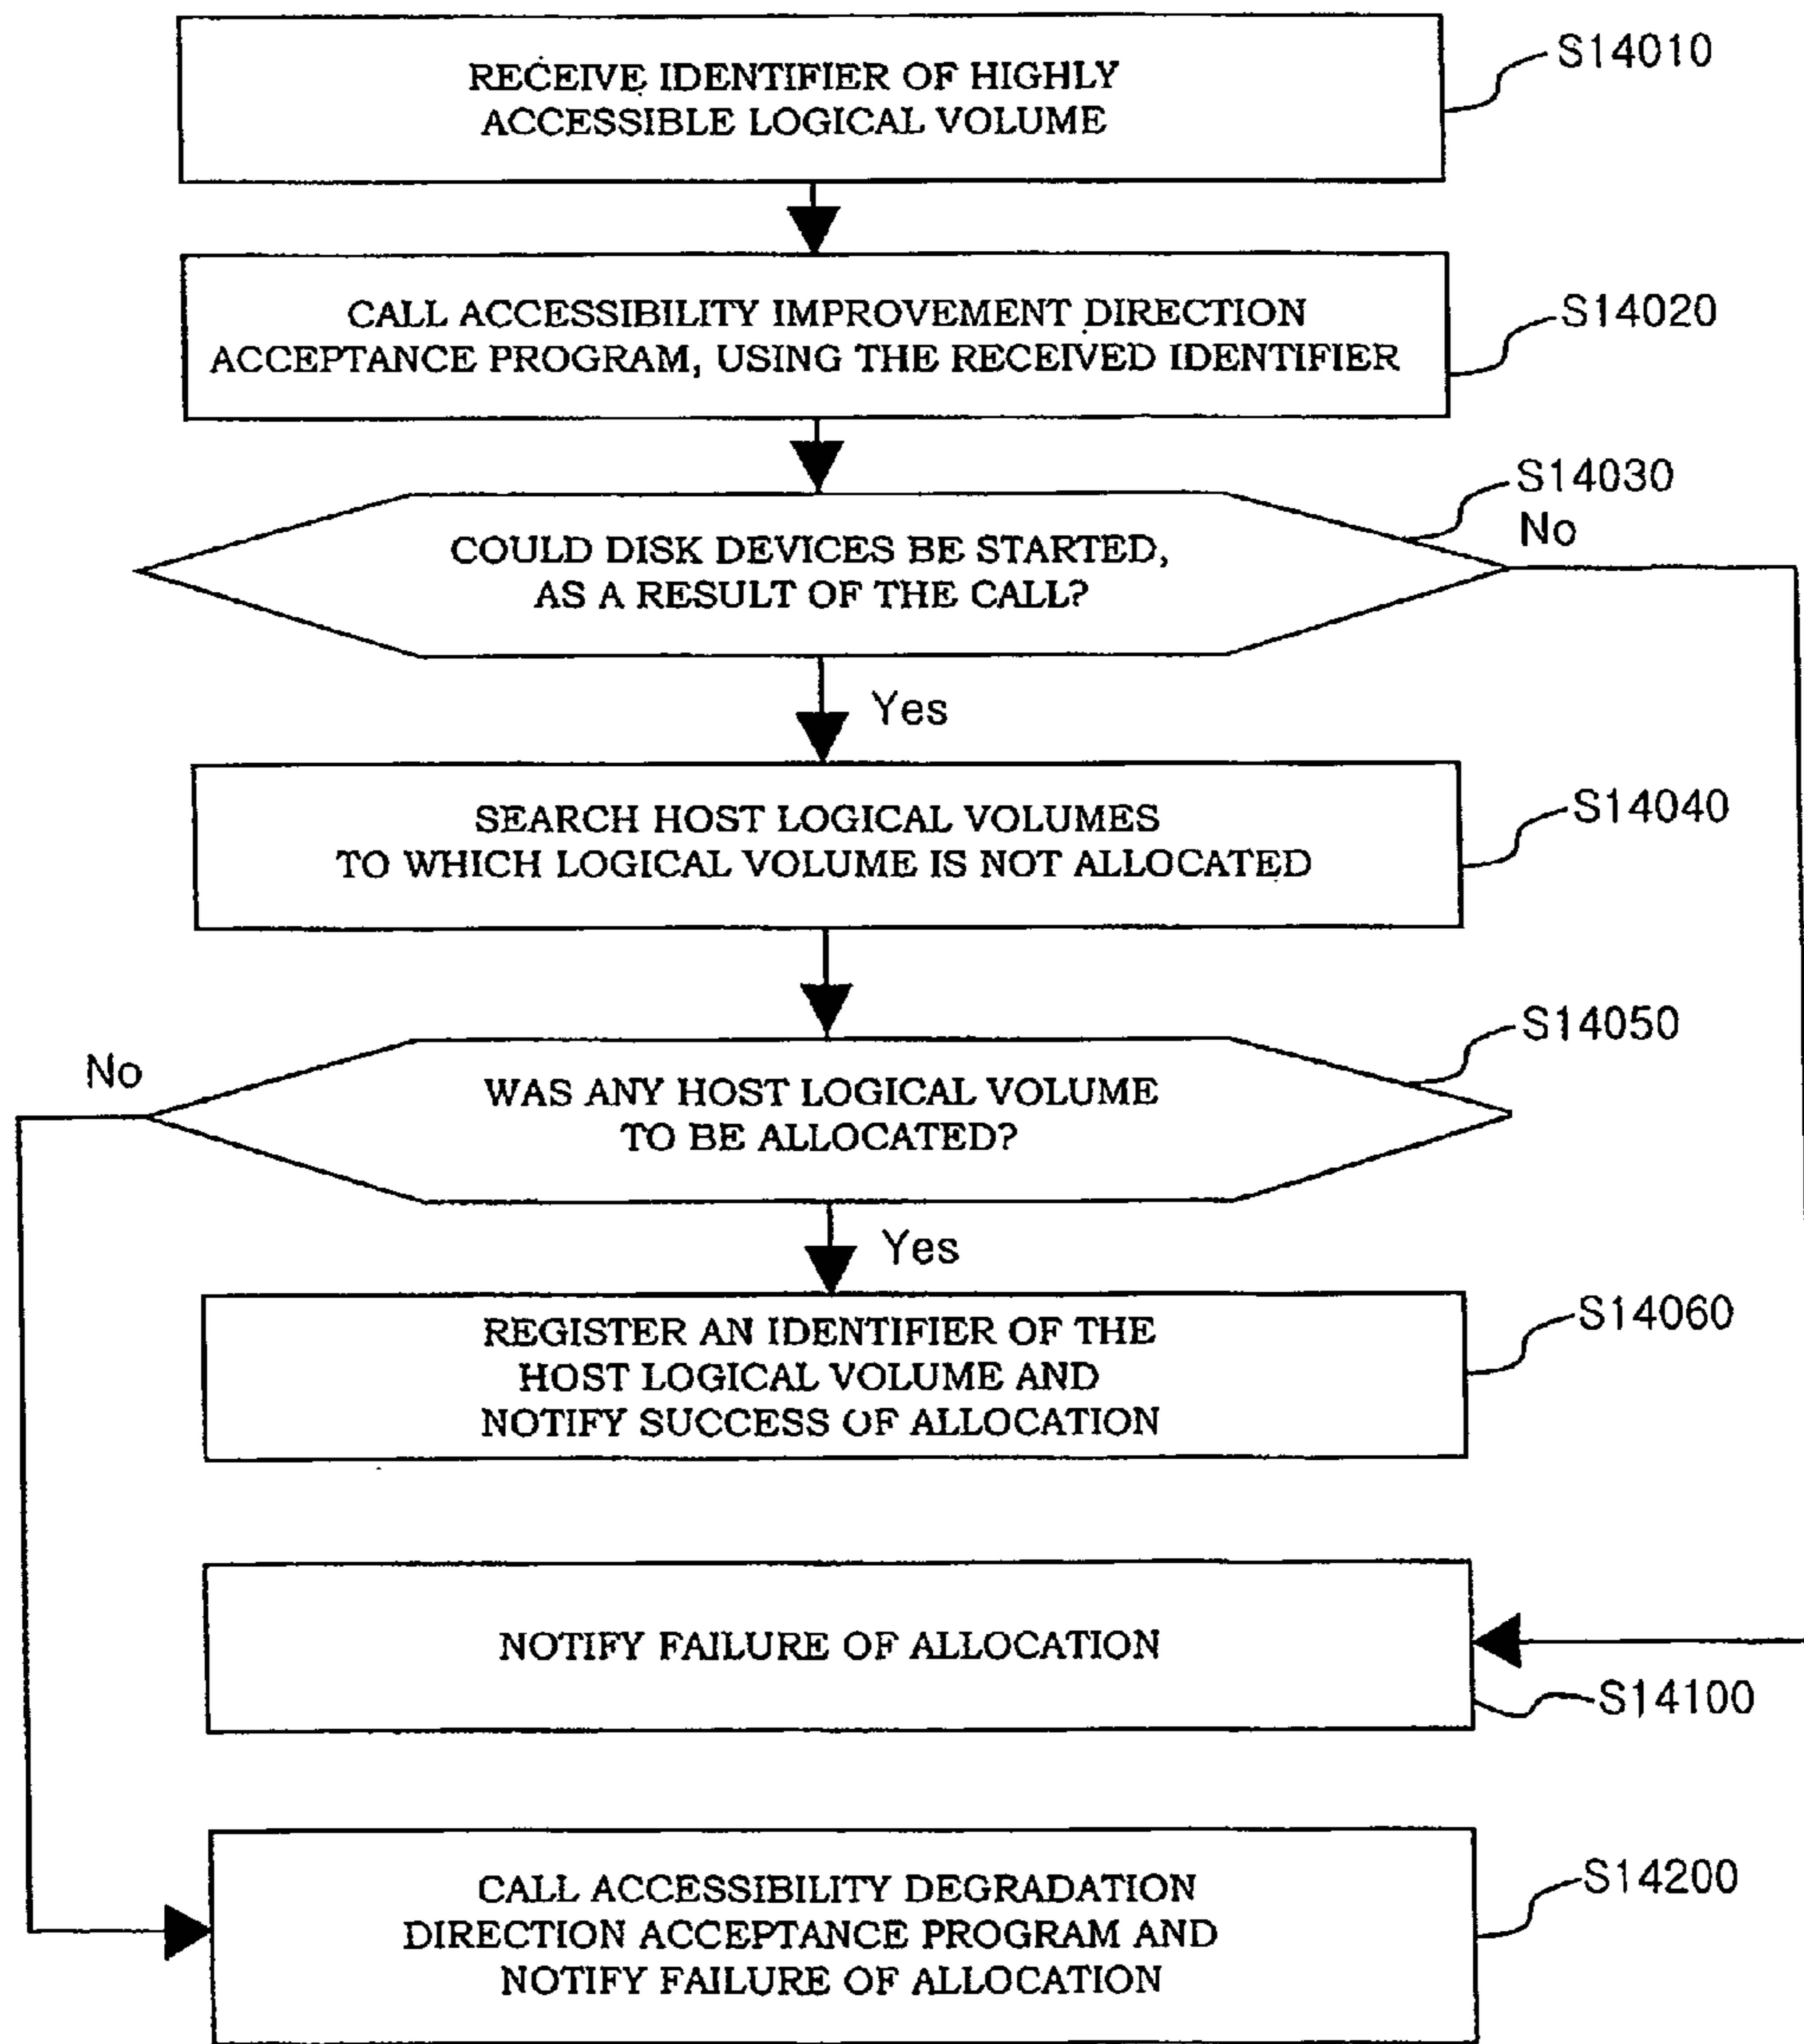 RECEIVE IDENTIFIER OF HIGHLY
ACCESSIBLE LOGICAL VOLUME
S14010
CALL ACCESSIBILITY IMPROVEMENT DIRECTION
ACCEPTANCE PROGRAM, USING THE RECEIVED IDENTIFIER
S14020
COULD DISK DEVICES BE STARTED,
AS A RESULT OF THE CALL?
S14030
No
Yes
SEARCH HOST LOGICAL VOLUMES
TO WHICH LOGICAL VOLUME IS NOT ALLOCATED
S14040
WAS ANY HOST LOGICAL VOLUME
TO BE ALLOCATED?
S14050
No
Yes
REGISTER AN IDENTIFIER OF THE
HOST LOGICAL VOLUME AND
NOTIFY SUCCESS OF ALLOCATION
S14060
NOTIFY FAILURE OF ALLOCATION
S14100
CALL ACCESSIBILITY DEGRADATION
DIRECTION ACCEPTANCE PROGRAM AND
NOTIFY FAILURE OF ALLOCATION
S14200